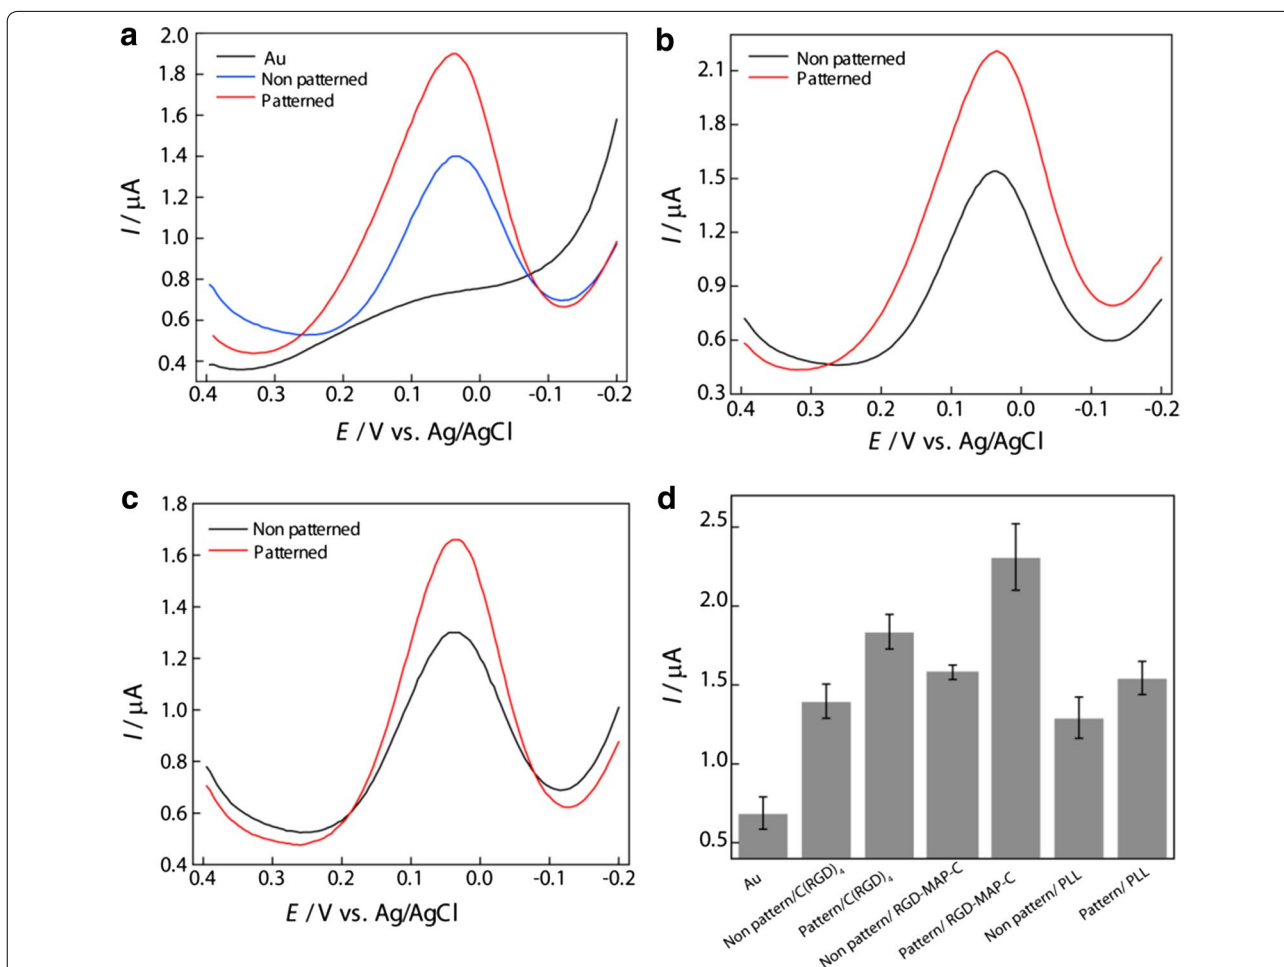 a
2.0
1.8
1.6
1.4
1.2
1.0
0.8
0.6
0.4
I / μA
Au
Non patterned
Patterned
0.4 0.3 0.2 0.1 0.0 -0.1 -0.2
E / V vs. Ag/AgCl
b
2.1
1.8
1.5
1.2
0.9
0.6
0.3
I / μA
Non patterned
Patterned
0.4 0.3 0.2 0.1 0.0 -0.1 -0.2
E / V vs. Ag/AgCl
c
1.8
1.6
1.4
1.2
1.0
0.8
0.6
0.4
I / μA
Non patterned
Patterned
0.4 0.3 0.2 0.1 0.0 -0.1 -0.2
E / V vs. Ag/AgCl
d
2.5
2.0
1.5
1.0
0.5
I / μA
Au
Non pattern/C(RGD)₄
Pattern/C(RGD)₄
Non pattern/ RGD-MAP-C
Pattern/ RGD-MAP-C
Non pattern/ PLL
Pattern/ PLL